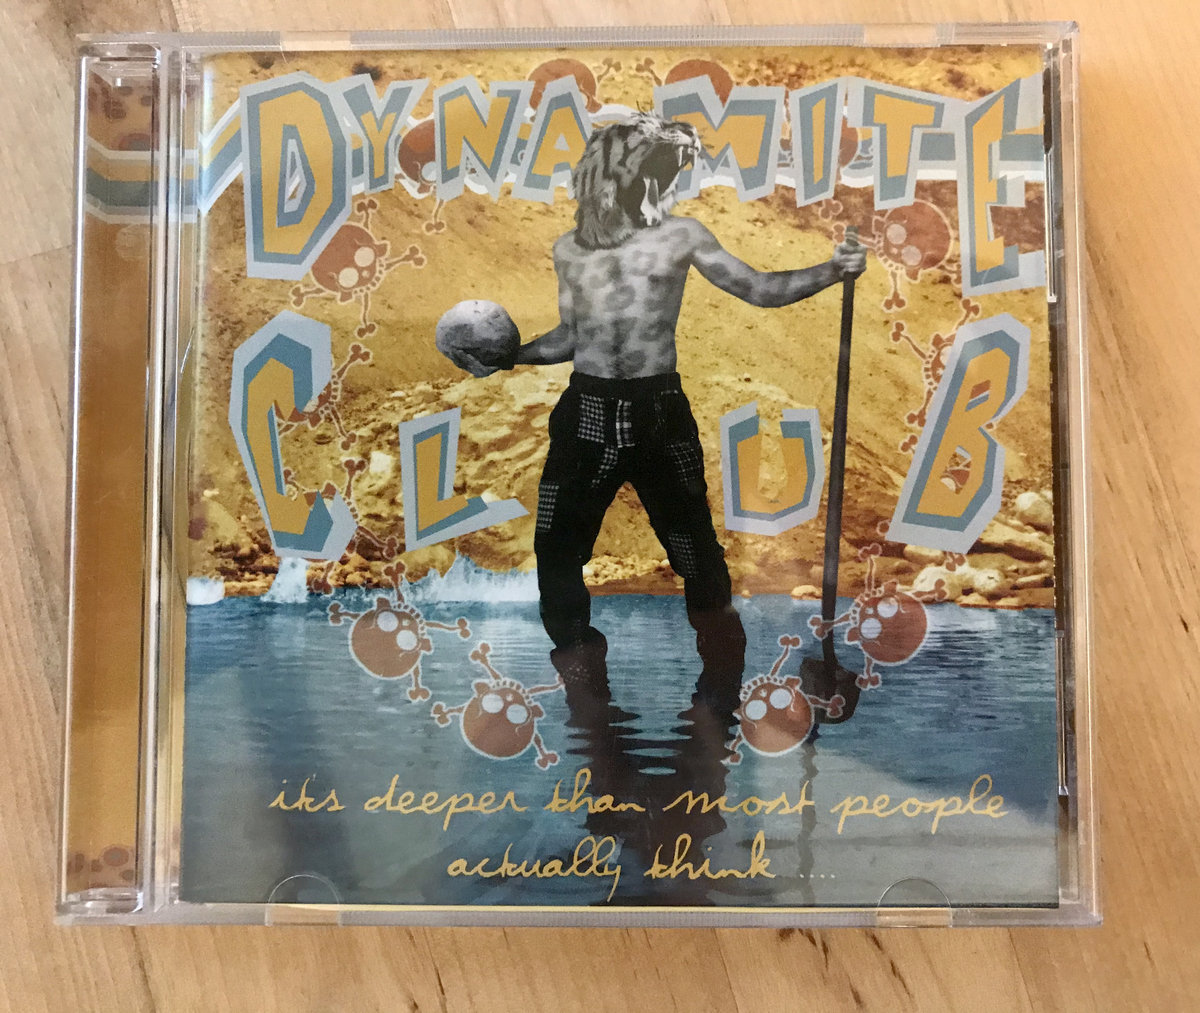 DYNAMITE
CLUB
it's deeper than most people
actually think .....